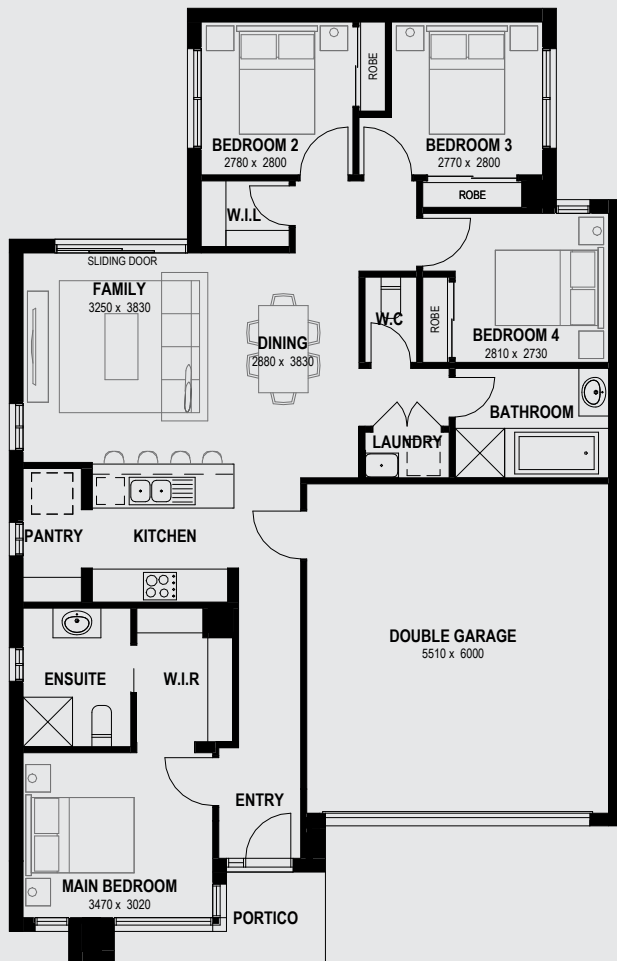 ROBE
BEDROOM 2
2780 x 2800
BEDROOM 3
2770 x 2800
ROBE
W.I.L
SLIDING DOOR
FAMILY
3250 x 3830
W.C
ROBE
DINING
2880 x 3830
BEDROOM 4
2810 x 2730
BATHROOM
LAUNDRY
PANTRY
KITCHEN
DOUBLE GARAGE
5510 x 6000
ENSUITE
W.I.R
ENTRY
MAIN BEDROOM
3470 x 3020
PORTICO